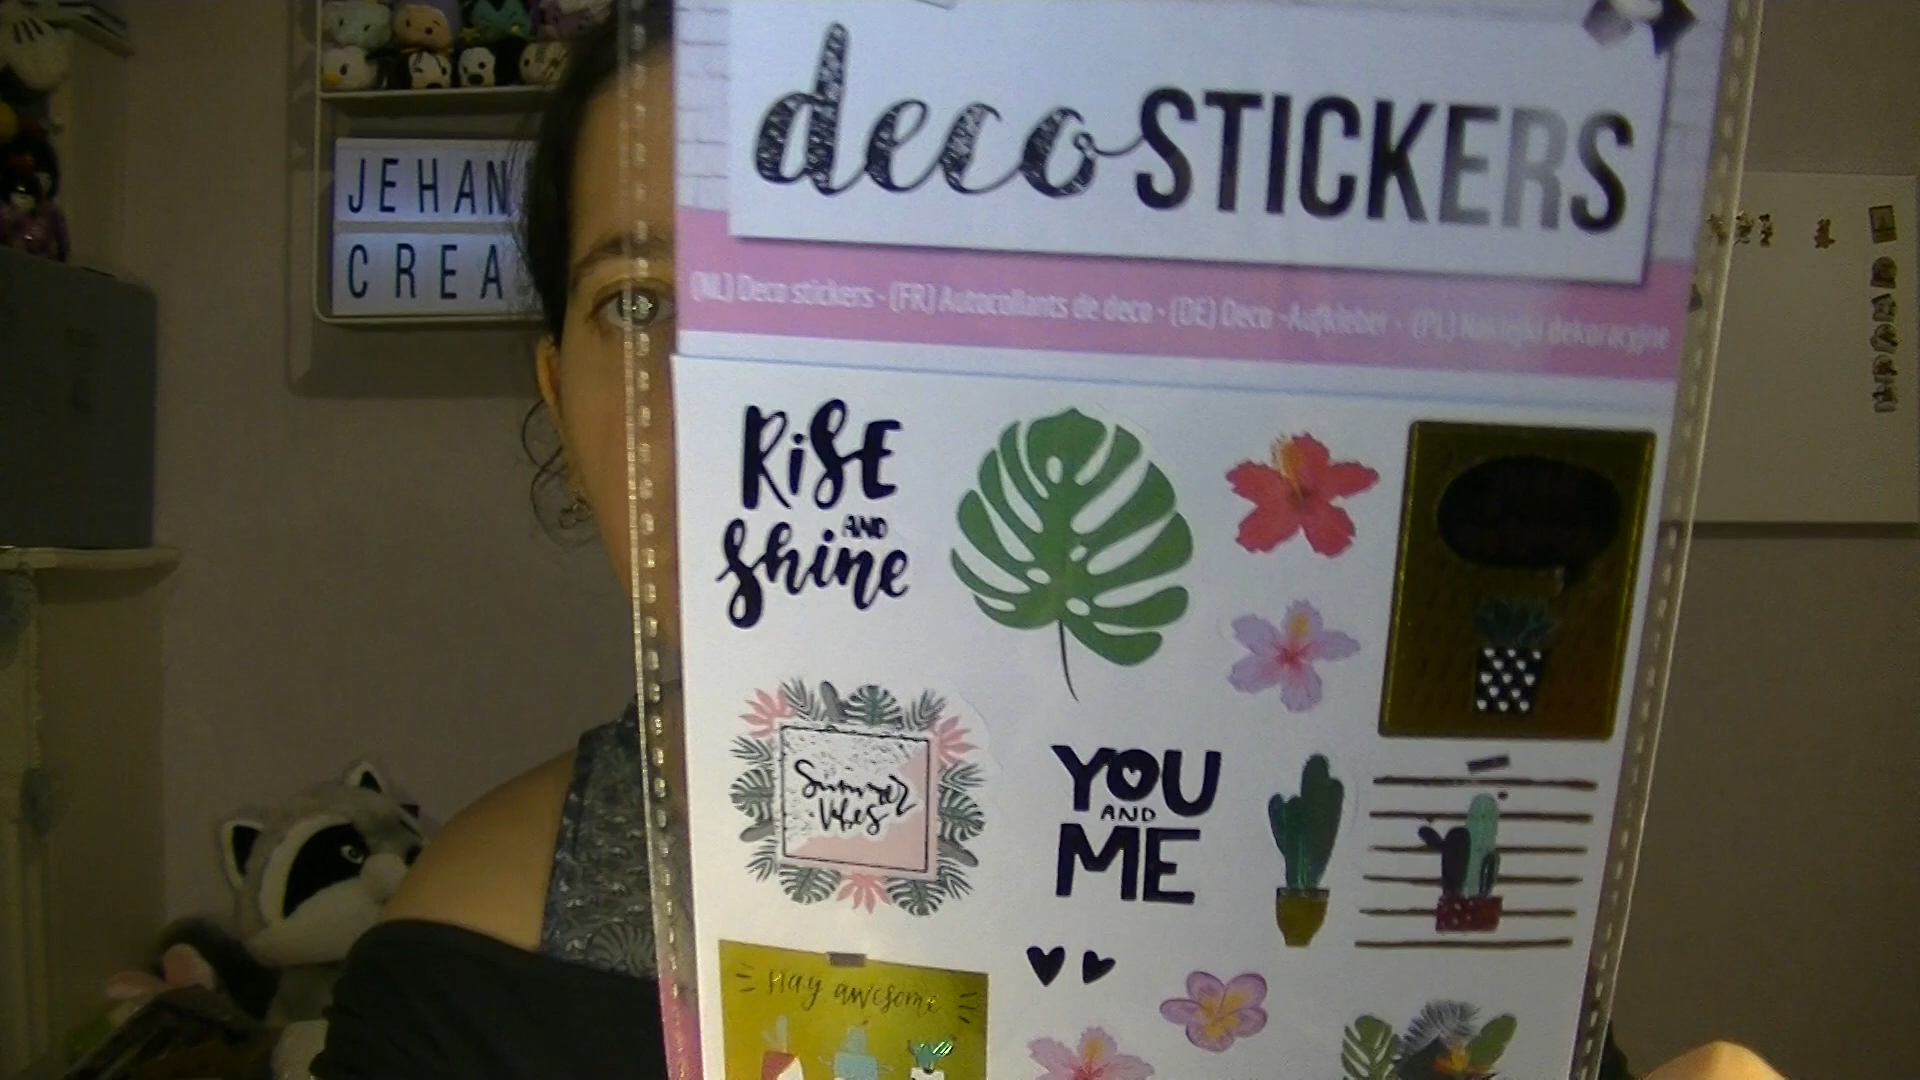 JEHAN
CREA
deco STICKERS
(NL) Deco stickers - (FR) Autocollants de deco - (DE) Deco -Aufkleber - (PL) Naklejki dekoracyjne
RiSE
AND
Shine
Summer
Vibes
YOU
AND
ME
Stay awesome